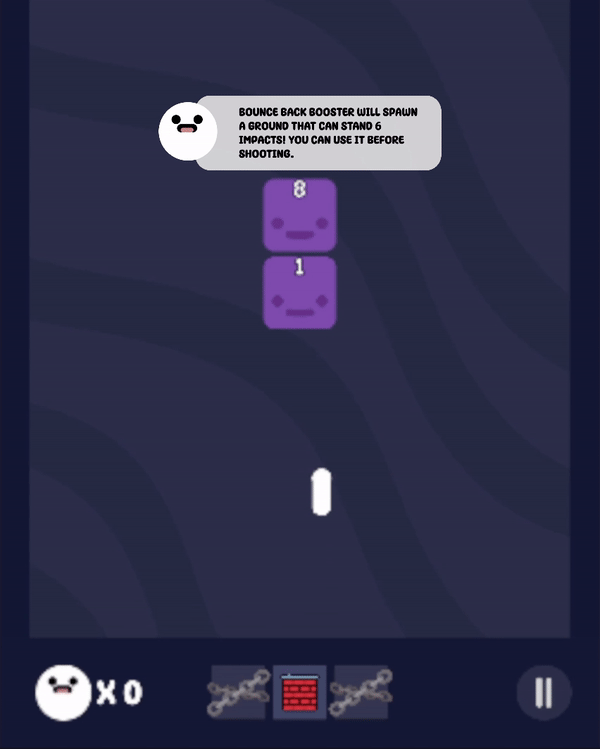 BOUNCE BACK BOOSTER WILL SPAWN
A GROUND THAT CAN STAND 6
IMPACTS! YOU CAN USE IT BEFORE
SHOOTING.
8
1
X 0